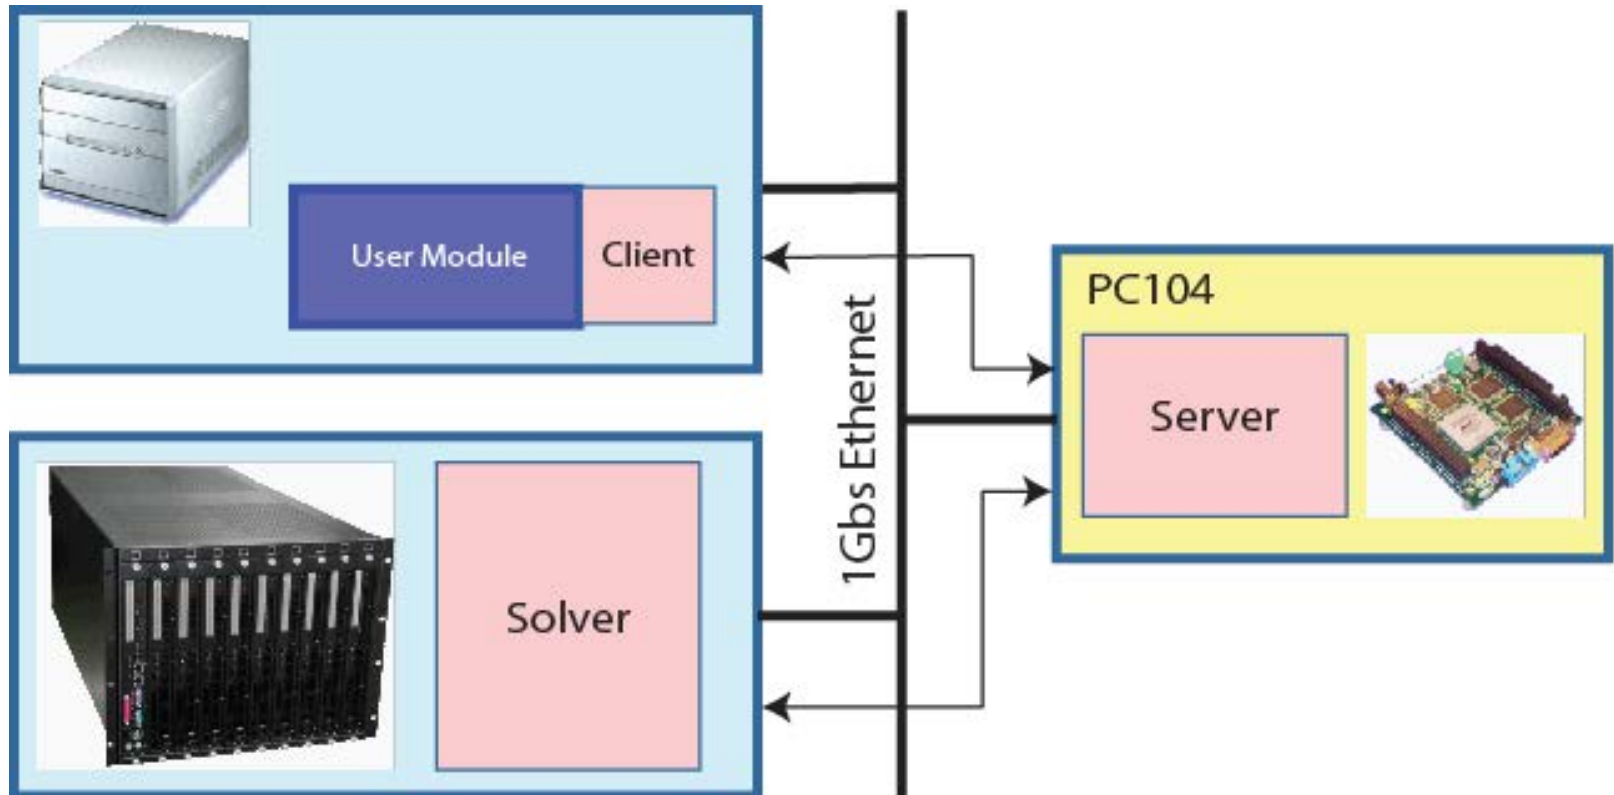 User Module
Client
1Gbs Ethernet
PC104
Server
Solver